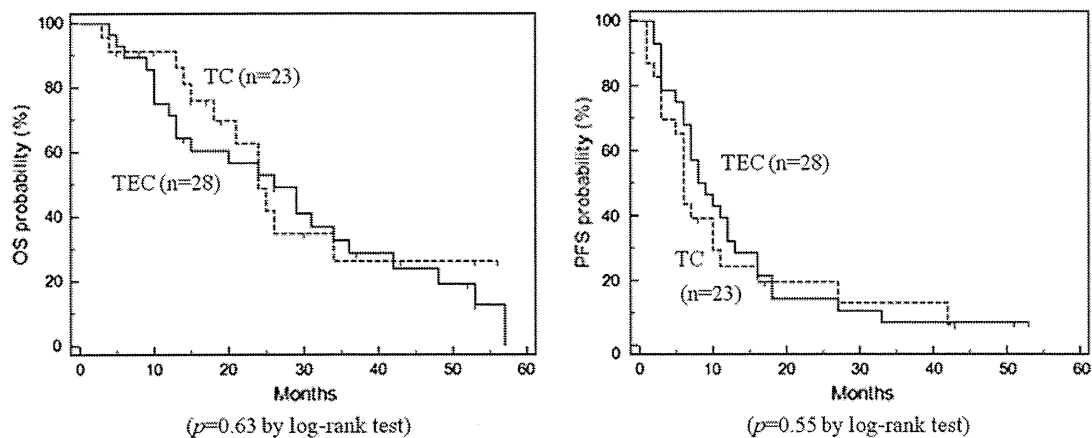 OS probability (%)
100
80
60
40
20
0
TC (n=23)
TEC (n=28)
0 10 20 30 40 50 60
Months
(p=0.63 by log-rank test)
PFS probability (%)
100
80
60
40
20
0
TEC (n=28)
TC
(n=23)
0 10 20 30 40 50 60
Months
(p=0.55 by log-rank test)